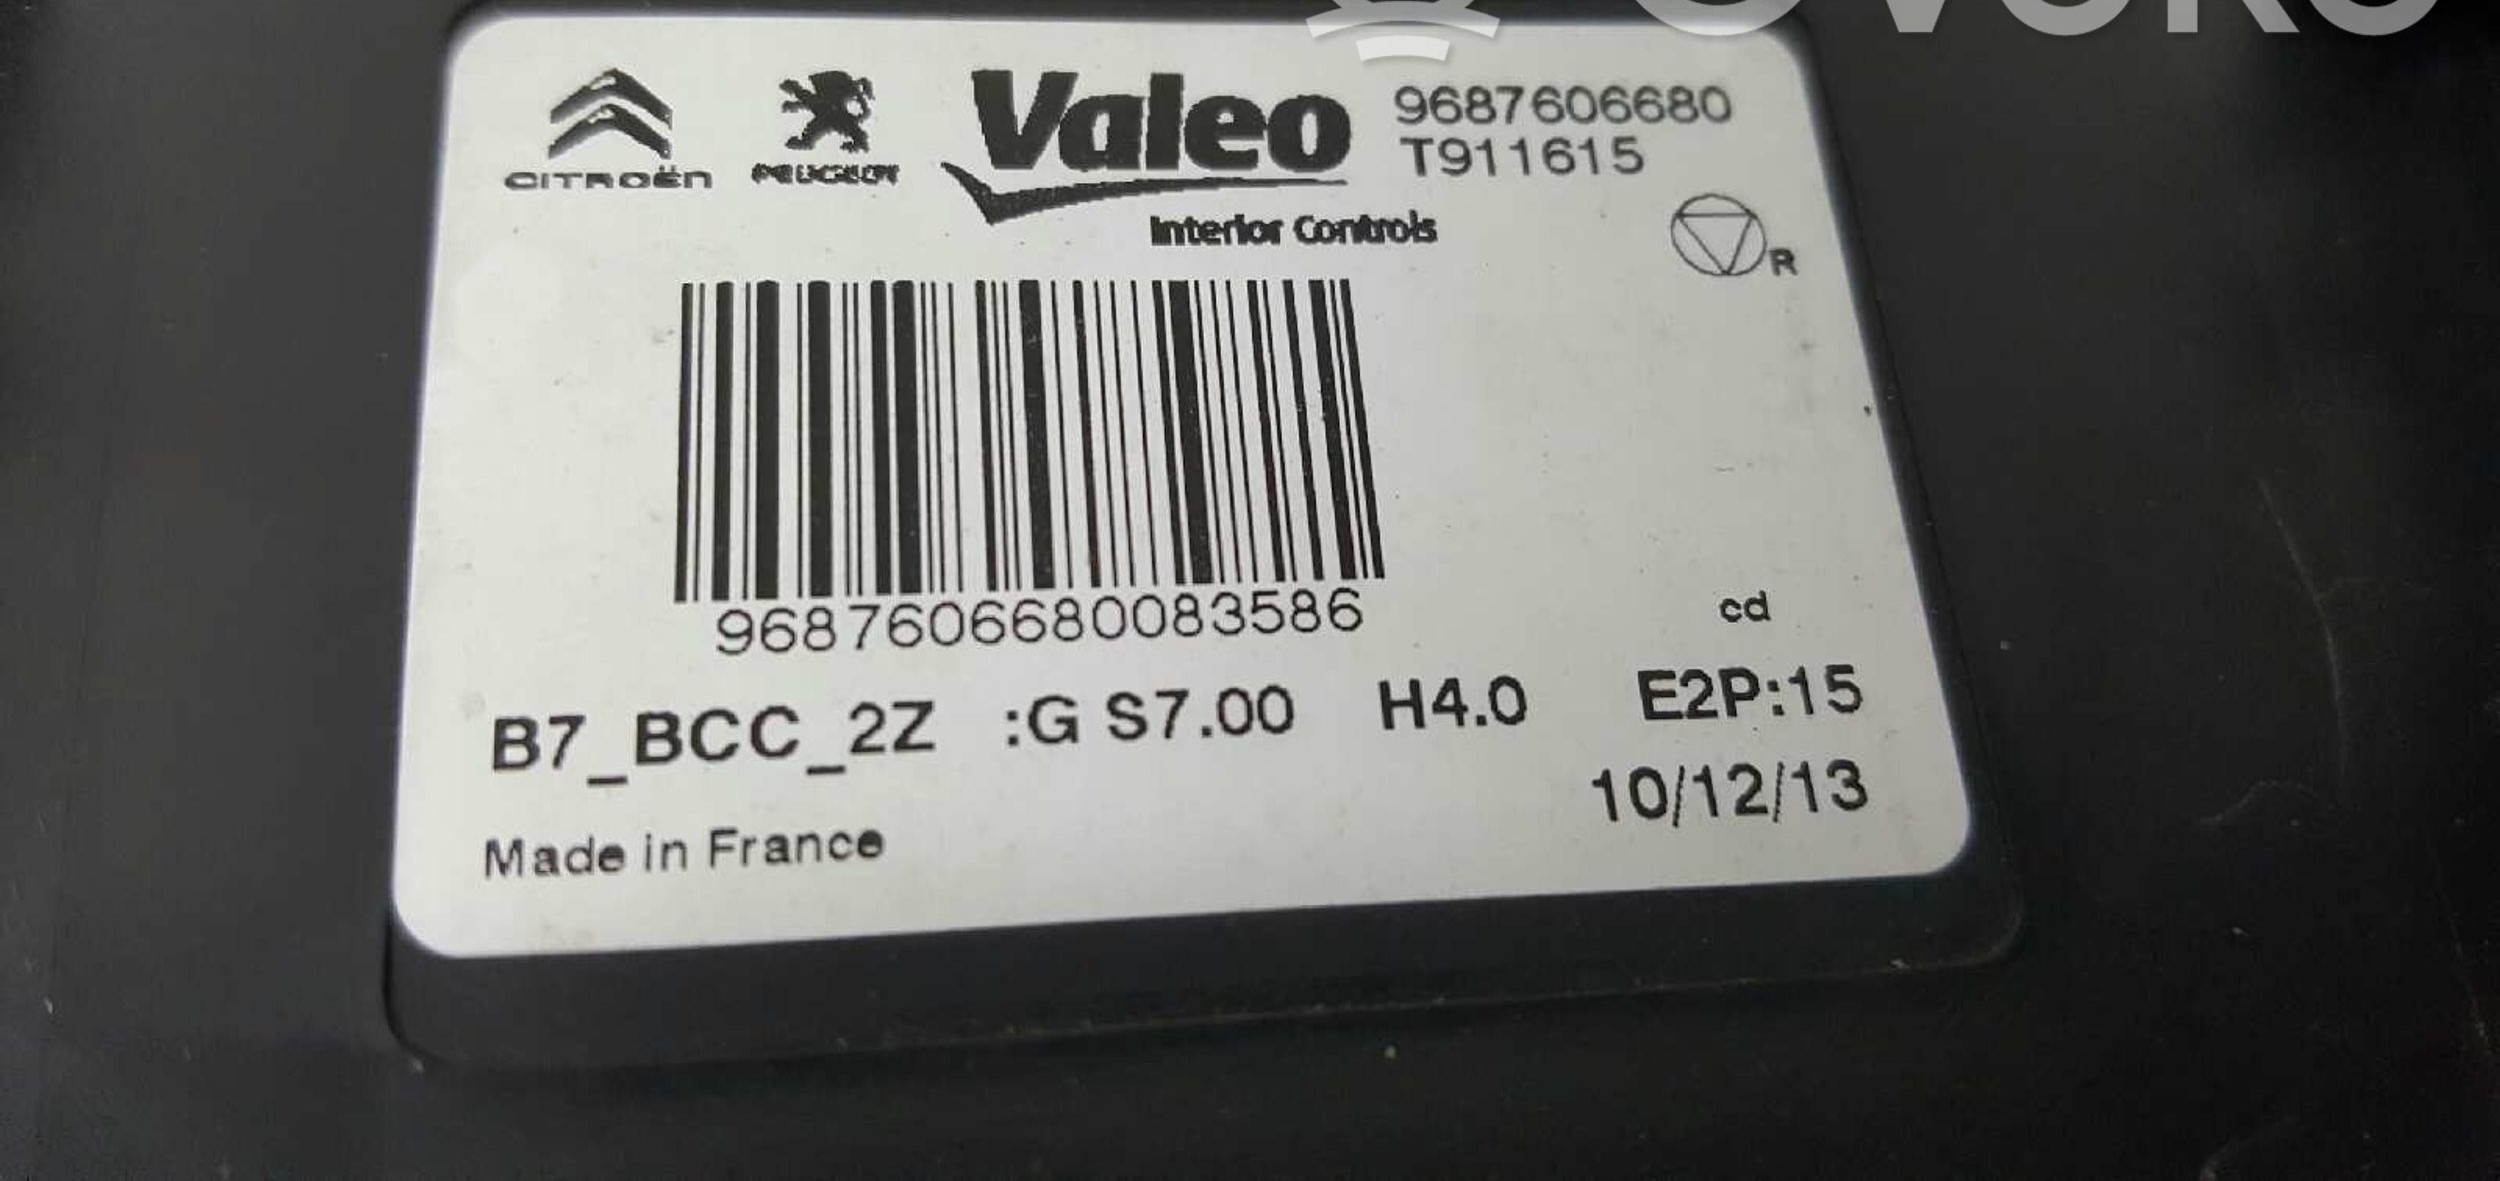 CITROËN
PEUGEOT
Valeo
Interior Controls
9687606680
T911615
R
9687606680083586
cd
B7_BCC_2Z :G S7.00 H4.0 E2P:15
10/12/13
Made in France